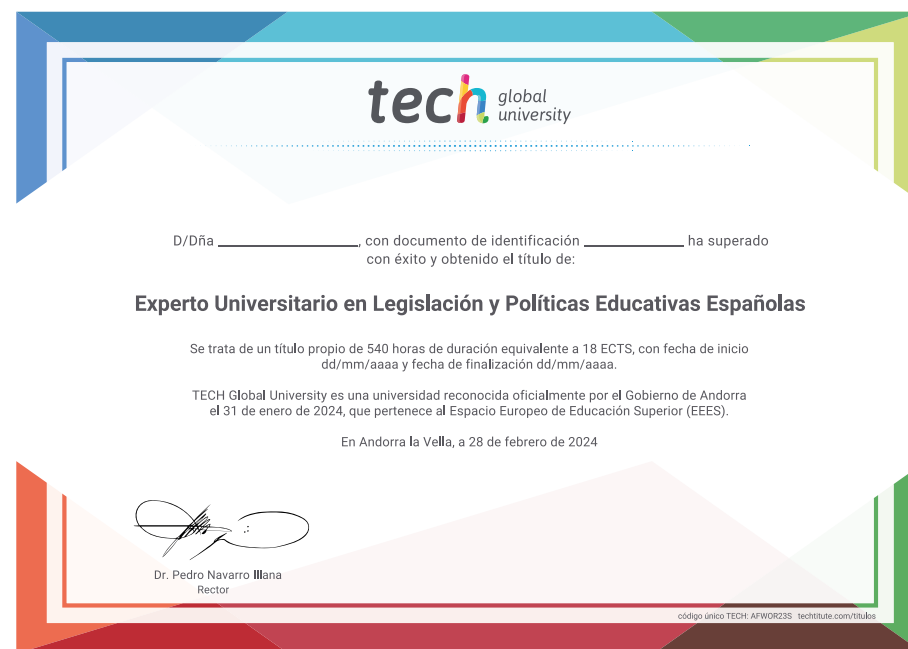 tech global university
D/Dña ____________________, con documento de identificación ______________ ha superado
con éxito y obtenido el título de:
Experto Universitario en Legislación y Políticas Educativas Españolas
Se trata de un título propio de 540 horas de duración equivalente a 18 ECTS, con fecha de inicio
dd/mm/aaaa y fecha de finalización dd/mm/aaaa.
TECH Global University es una universidad reconocida oficialmente por el Gobierno de Andorra
el 31 de enero de 2024, que pertenece al Espacio Europeo de Educación Superior (EEES).
En Andorra la Vella, a 28 de febrero de 2024
Dr. Pedro Navarro Illana
Rector
código único TECH: AFWOR23S techtitute.com/titulos